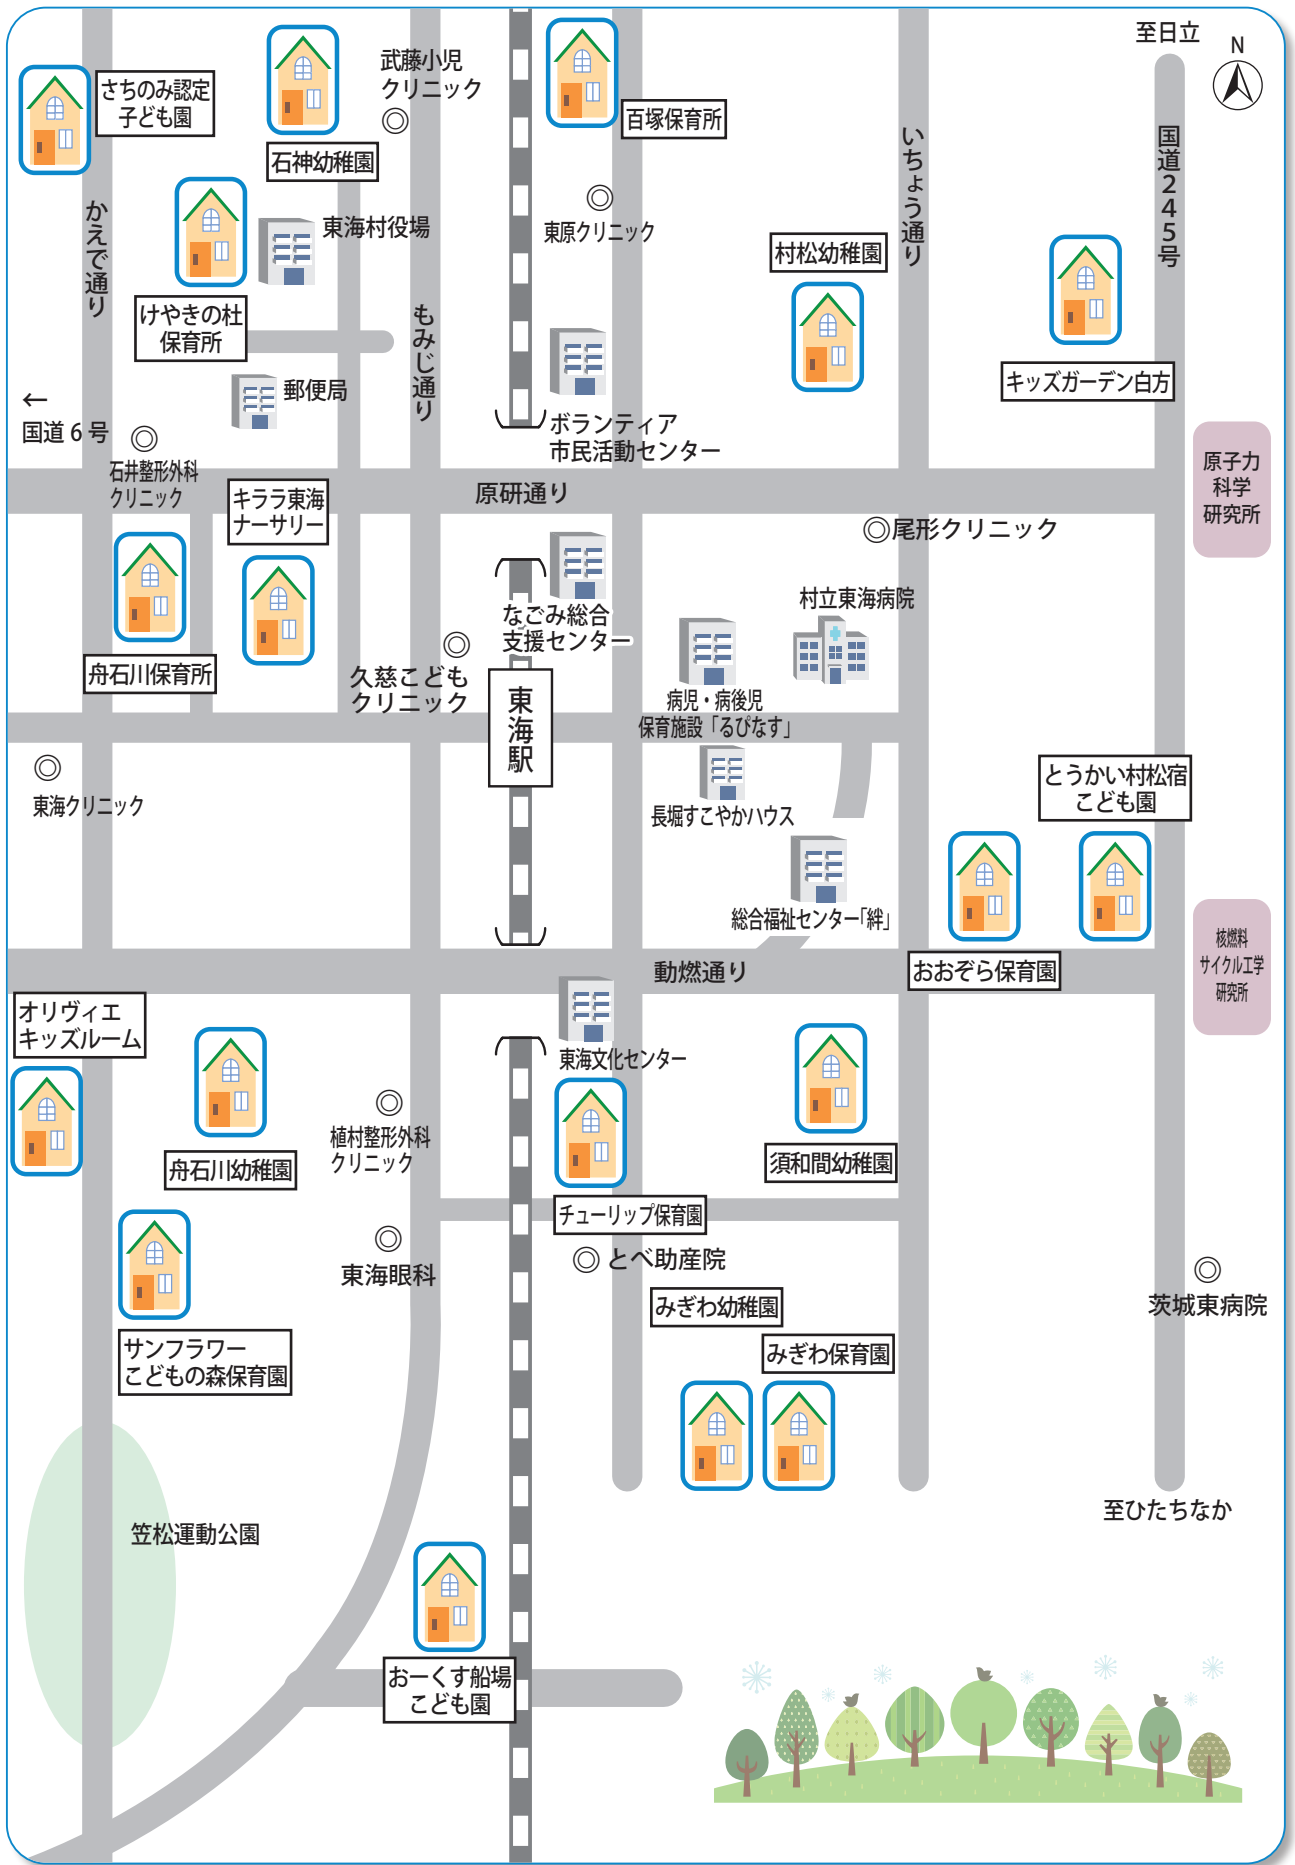 至日立
N
武藤小児
クリニック
さちのみ認定
子ども園
百塚保育所
石神幼稚園
いちょう通り
国道245号
かえで通り
東海村役場
東原クリニック
村松幼稚園
けやきの杜
保育所
もみじ通り
キッズガーデン白方
郵便局
←
国道6号
ボランティア
市民活動センター
石井整形外科
クリニック
原子力
科学
研究所
原研通り
キララ東海
ナーサリー
尾形クリニック
村立東海病院
なごみ総合
支援センター
舟石川保育所
久慈こども
クリニック
東海駅
病児・病後児
保育施設「るぴなす」
とうかい村松宿
こども園
東海クリニック
長堀すこやかハウス
総合福祉センター「絆」
核燃料
サイクル工学
研究所
動燃通り
おおぞら保育園
オリヴィエ
キッズルーム
東海文化センター
植村整形外科
クリニック
舟石川幼稚園
須和間幼稚園
チューリップ保育園
東海眼科
とべ助産院
みぎわ幼稚園
茨城東病院
サンフラワー
こどもの森保育園
みぎわ保育園
至ひたちなか
笠松運動公園
おーくす船場
こども園